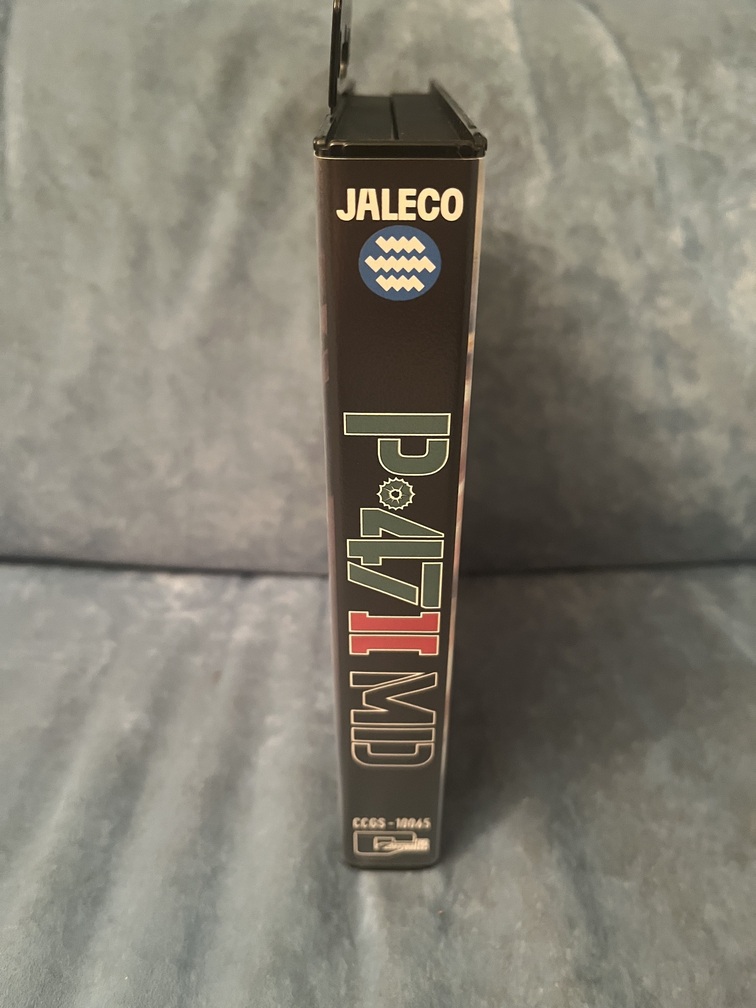 JALECO
P·47 II MD
CCGS-10045